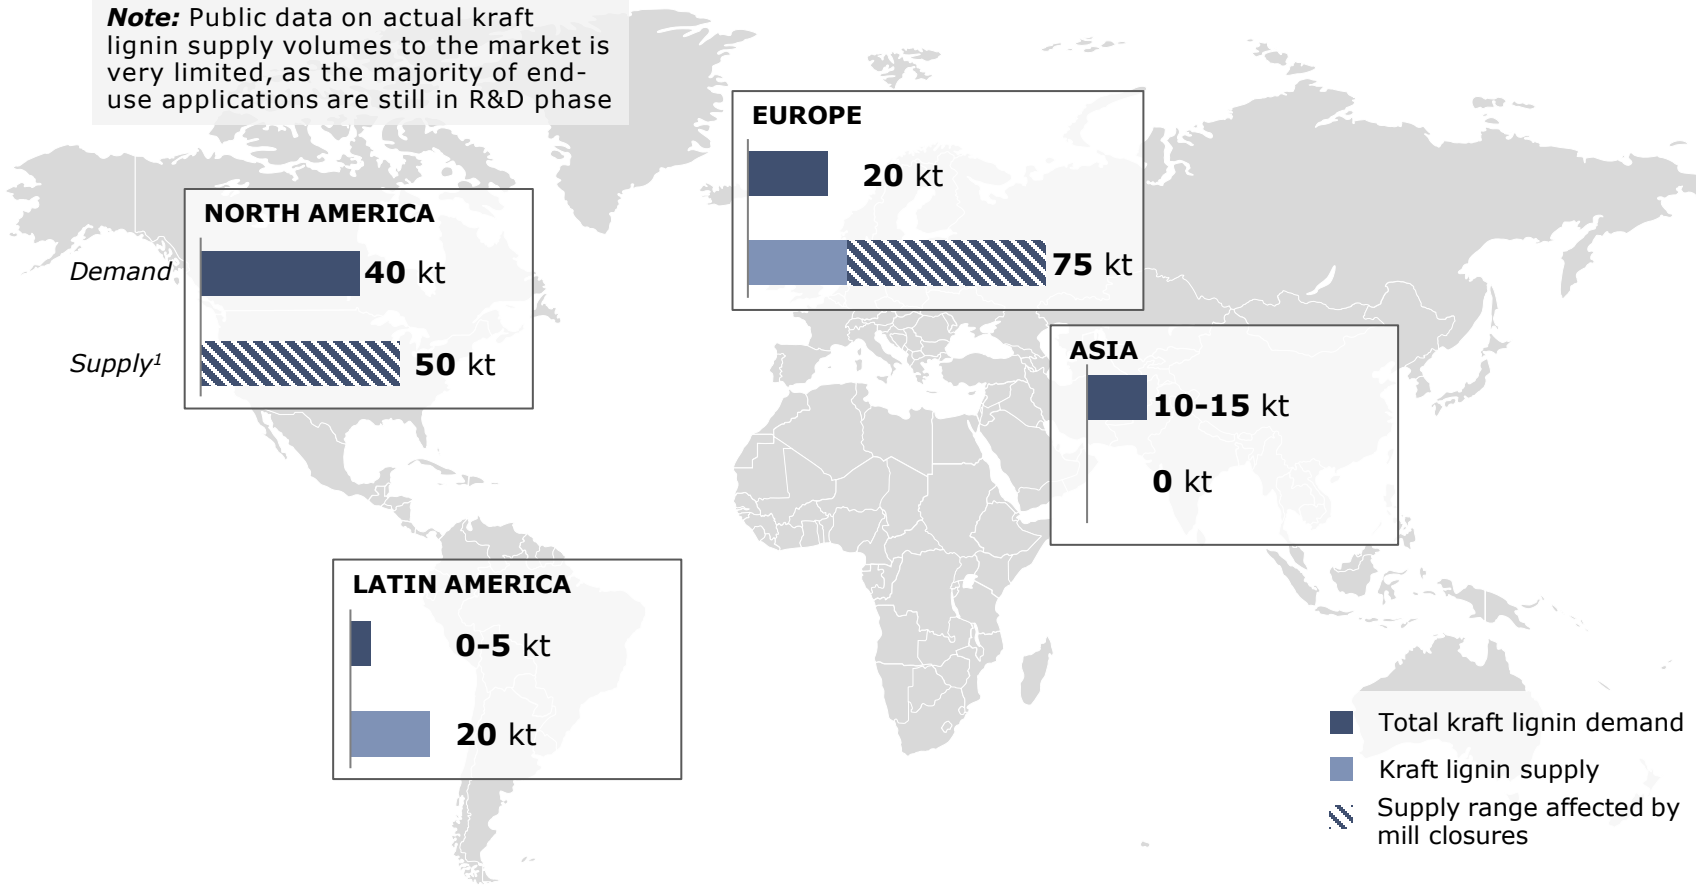 Note: Public data on actual kraft
lignin supply volumes to the market is
very limited, as the majority of end-
use applications are still in R&D phase
EUROPE
20 kt
75 kt
NORTH AMERICA
Demand
40 kt
Supply¹
50 kt
ASIA
10-15 kt
0 kt
LATIN AMERICA
0-5 kt
20 kt
Total kraft lignin demand
Kraft lignin supply
Supply range affected by
mill closures